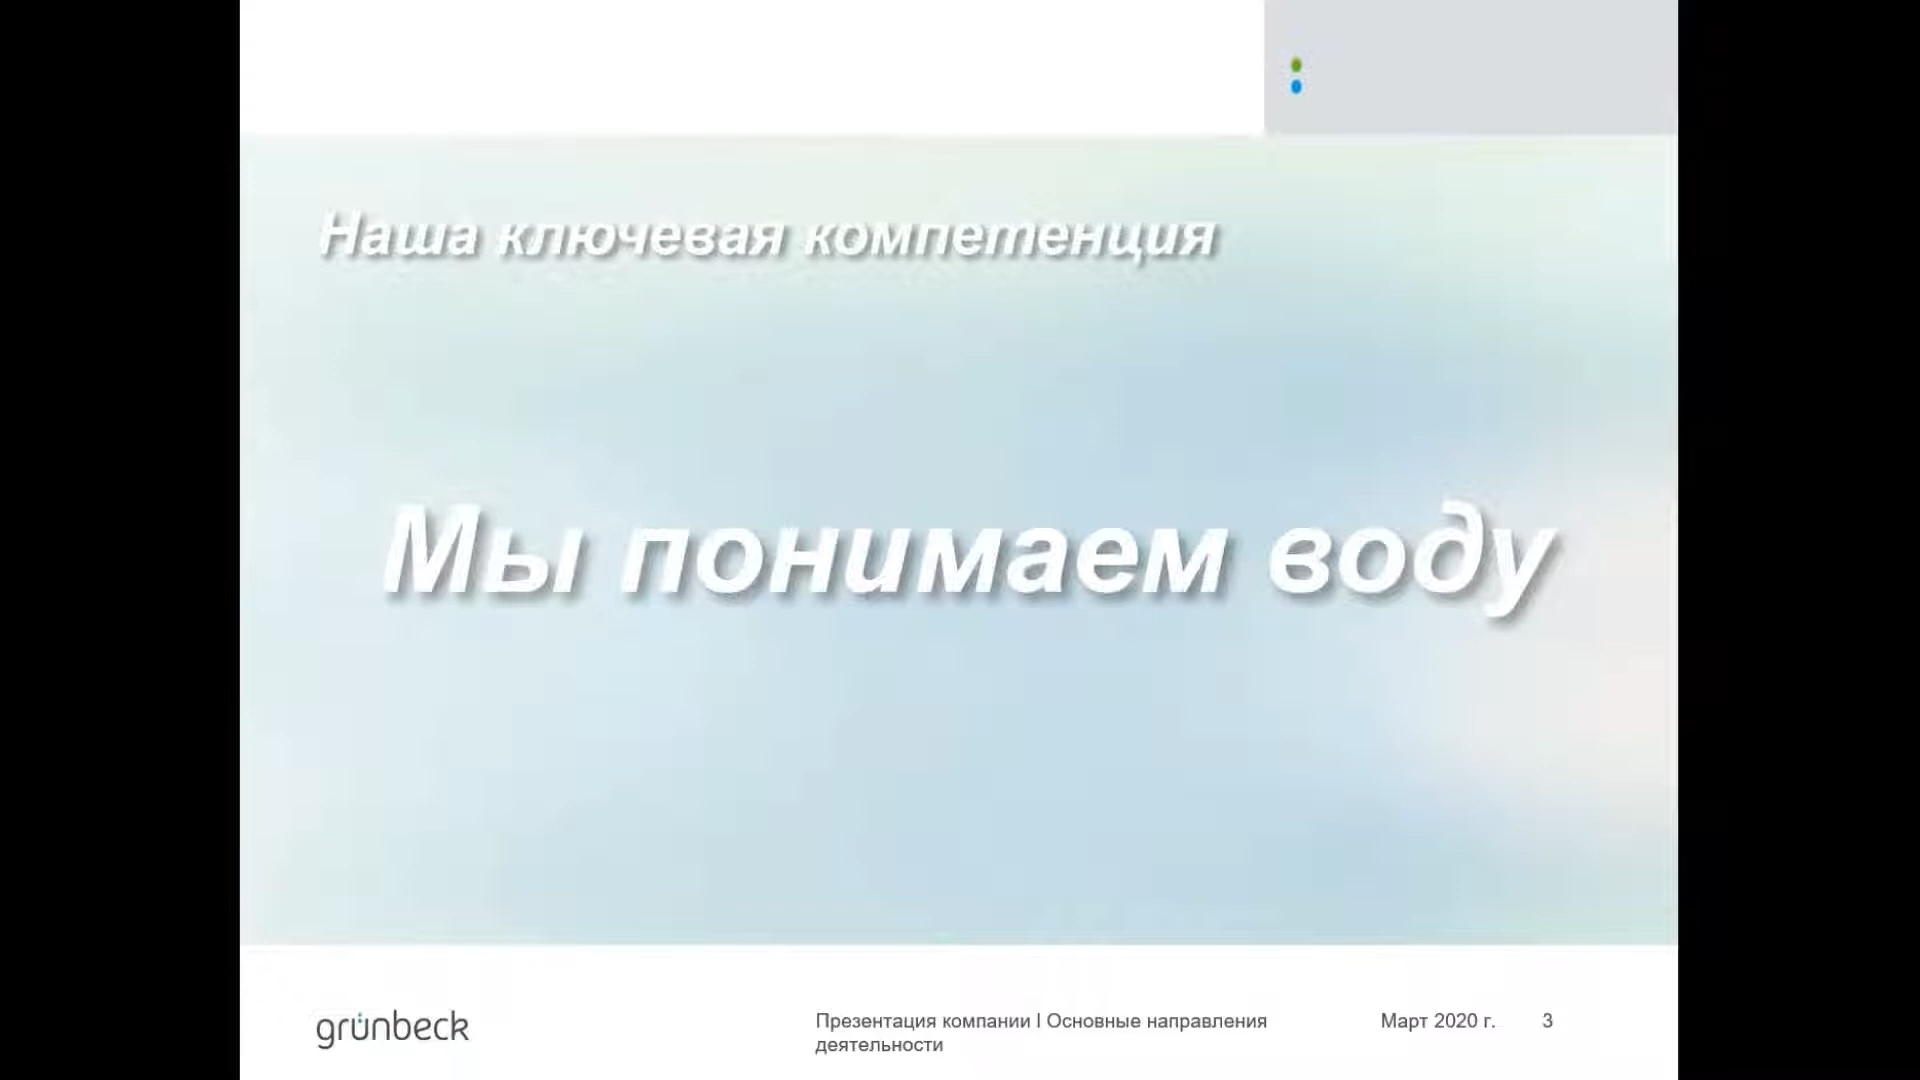 Наша ключевая компетенция
Мы понимаем воду
grünbeck
Презентация компании I Основные направления
деятельности
Март 2020 г.
3